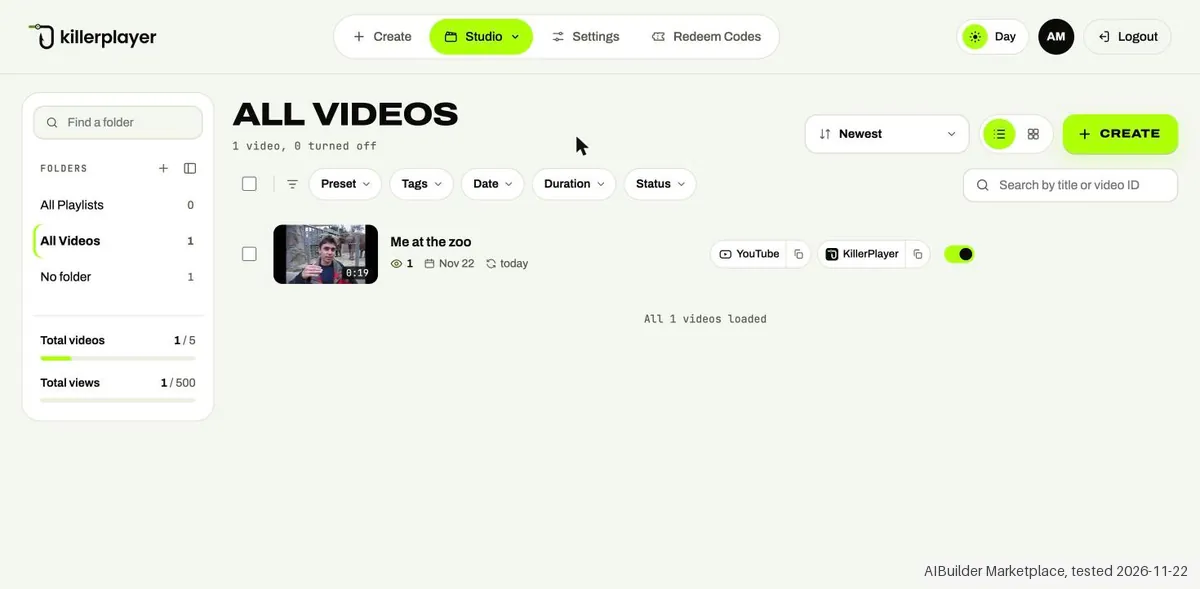 killerplayer
Create
Studio
Settings
Redeem Codes
Day
AM
Logout
Find a folder
FOLDERS
All Playlists 0
All Videos 1
No folder 1
Total videos 1 / 5
Total views 1 / 500
ALL VIDEOS
1 video, 0 turned off
Newest
CREATE
Preset
Tags
Date
Duration
Status
Search by title or video ID
0:19
Me at the zoo
1 Nov 22 today
YouTube
KillerPlayer
All 1 videos loaded
AIBuilder Marketplace, tested 2026-11-22